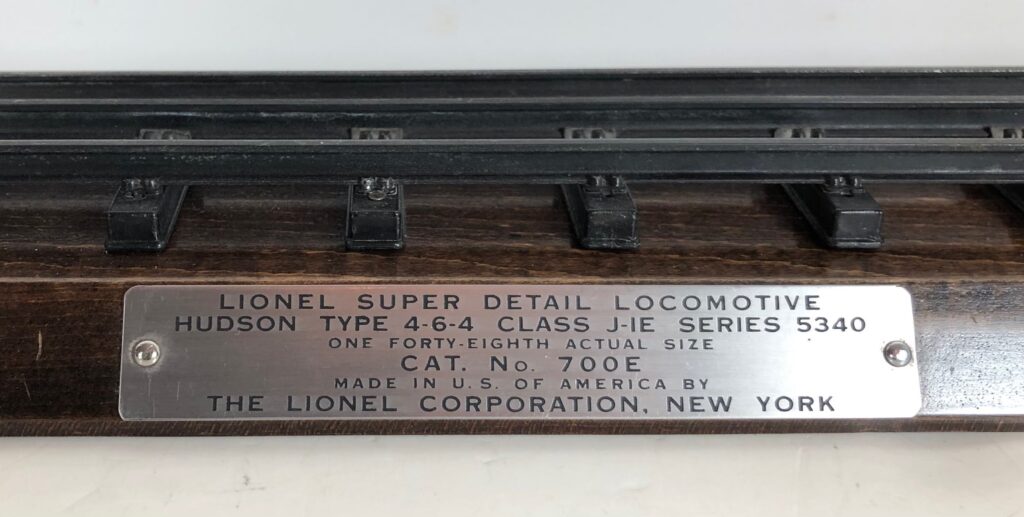 LIONEL SUPER DETAIL LOCOMOTIVE
HUDSON TYPE 4-6-4 CLASS J-1E SERIES 5340
ONE FORTY-EIGHTH ACTUAL SIZE
CAT. No. 700E
MADE IN U.S. OF AMERICA BY
THE LIONEL CORPORATION, NEW YORK